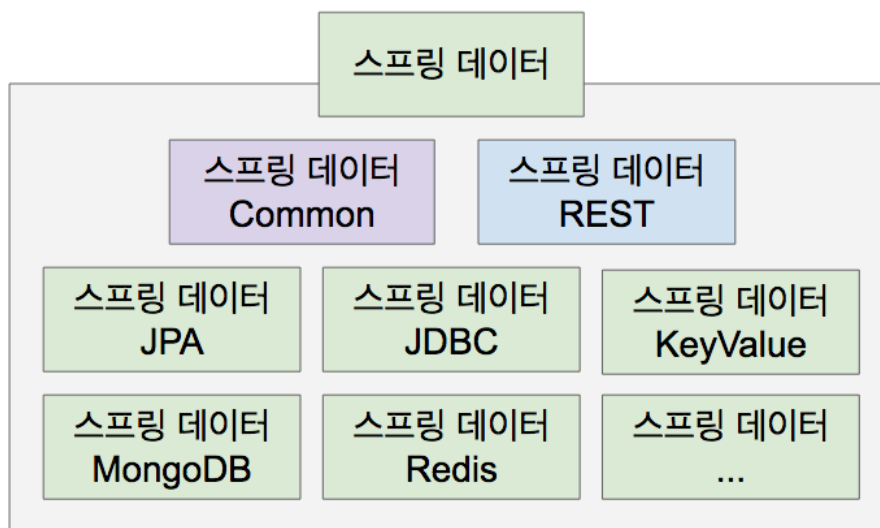 스프링 데이터
스프링 데이터
Common
스프링 데이터
REST
스프링 데이터
JPA
스프링 데이터
JDBC
스프링 데이터
KeyValue
스프링 데이터
MongoDB
스프링 데이터
Redis
스프링 데이터
...